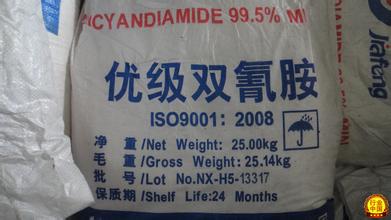 ICYANDIAMIDE 99.5% MI
优级双氰胺
ISO9001：2008
净 重/Net Weight: 25.00kg
毛 重/Gross Weight: 25.14kg
批 号/Lot No.NX-H5-13317
保质期/Shelf Life:24 Months
Jiafeng